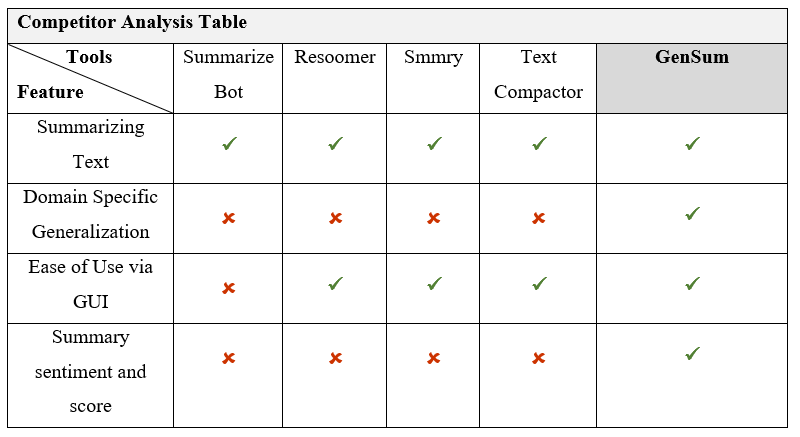 Competitor Analysis Table
Tools
Feature
Summarize
Bot
Resoomer
Smmry
Text
Compactor
GenSum
Summarizing
Text
✓ ✓ ✓ ✓ ✓
Domain Specific
Generalization
✘ ✘ ✘ ✘ ✓
Ease of Use via
GUI
✘ ✓ ✓ ✓ ✓
Summary
sentiment and
score
✘ ✘ ✘ ✘ ✓